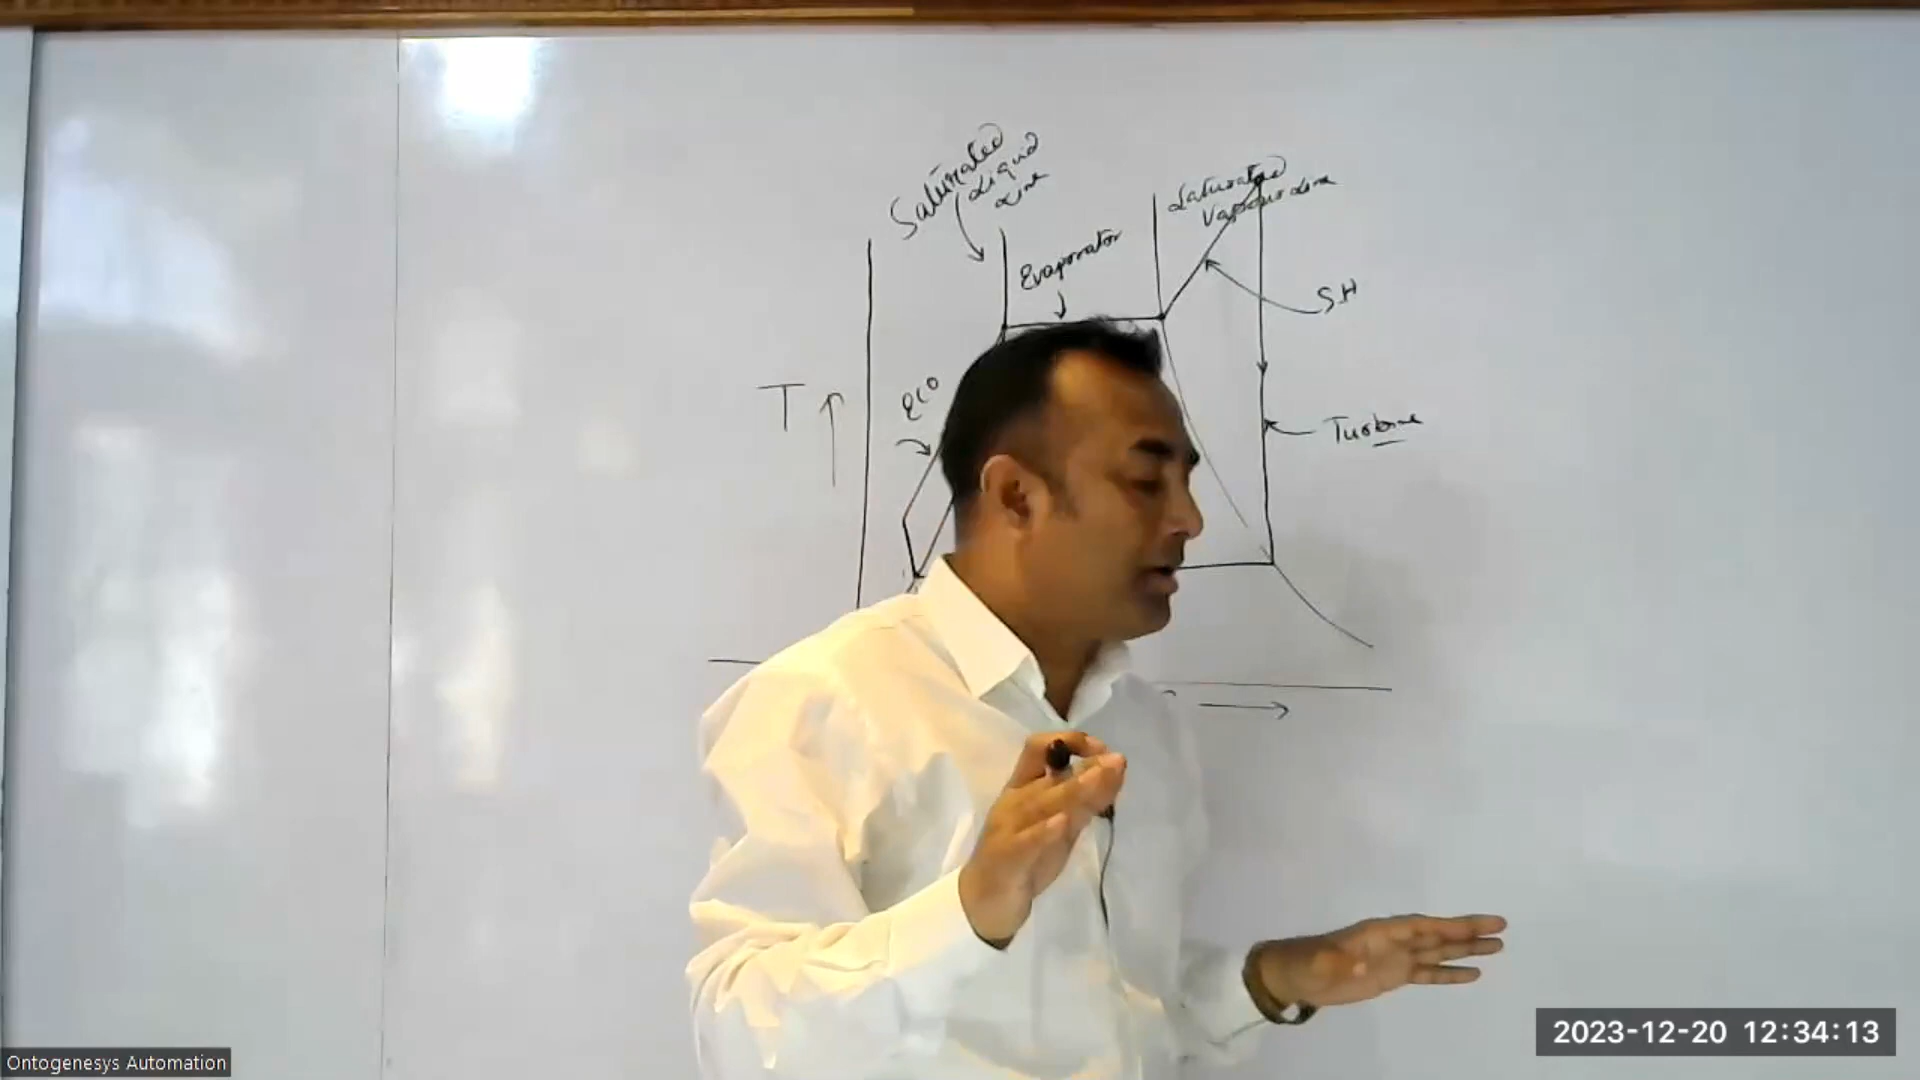 Saturated
Liquid
Line
Saturated
Vapour Line
Evaporator
S.H
T
eco
Turbine
2023-12-20 12:34:13
Ontogenesys Automation